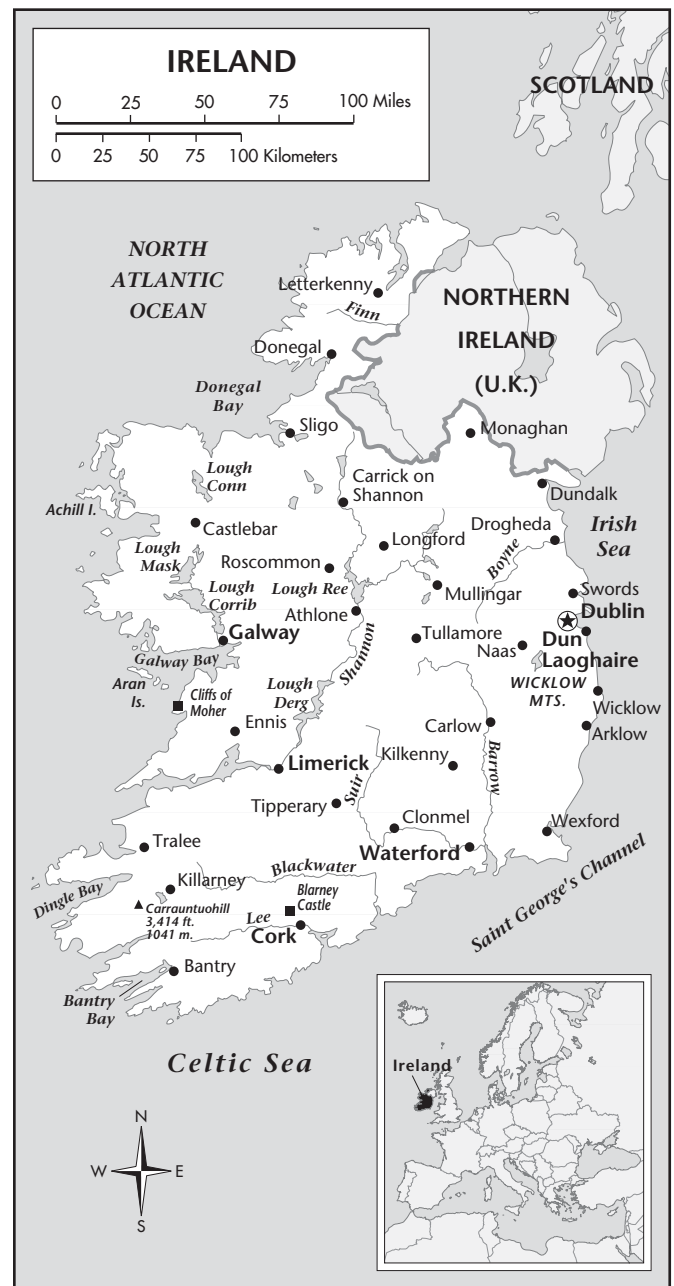 IRELAND
0 25 50 75 100 Miles
0 25 50 75 100 Kilometers
SCOTLAND
NORTH
ATLANTIC
OCEAN
Letterkenny
Finn
NORTHERN
IRELAND
(U.K.)
Donegal
Donegal
Bay
Sligo
Monaghan
Lough
Conn
Carrick on
Shannon
Dundalk
Achill I.
Castlebar
Drogheda
Irish
Sea
Longford
Boyne
Lough
Mask
Roscommon
Lough Ree
Mullingar
Swords
Lough
Corrib
Athlone
Dublin
Galway
Shannon
Tullamore
Naas
Dun
Laoghaire
Galway Bay
WICKLOW
MTS.
Aran
Is.
Cliffs of
Moher
Lough
Derg
Wicklow
Ennis
Carlow
Arklow
Limerick
Kilkenny
Barrow
Suir
Tipperary
Clonmel
Wexford
Tralee
Waterford
Blackwater
Saint George's Channel
Dingle Bay
Killarney
Blarney
Castle
Carrauntuohill
3,414 ft.
1041 m.
Lee
Cork
Bantry
Bantry
Bay
Celtic Sea
Ireland
N
W E
S